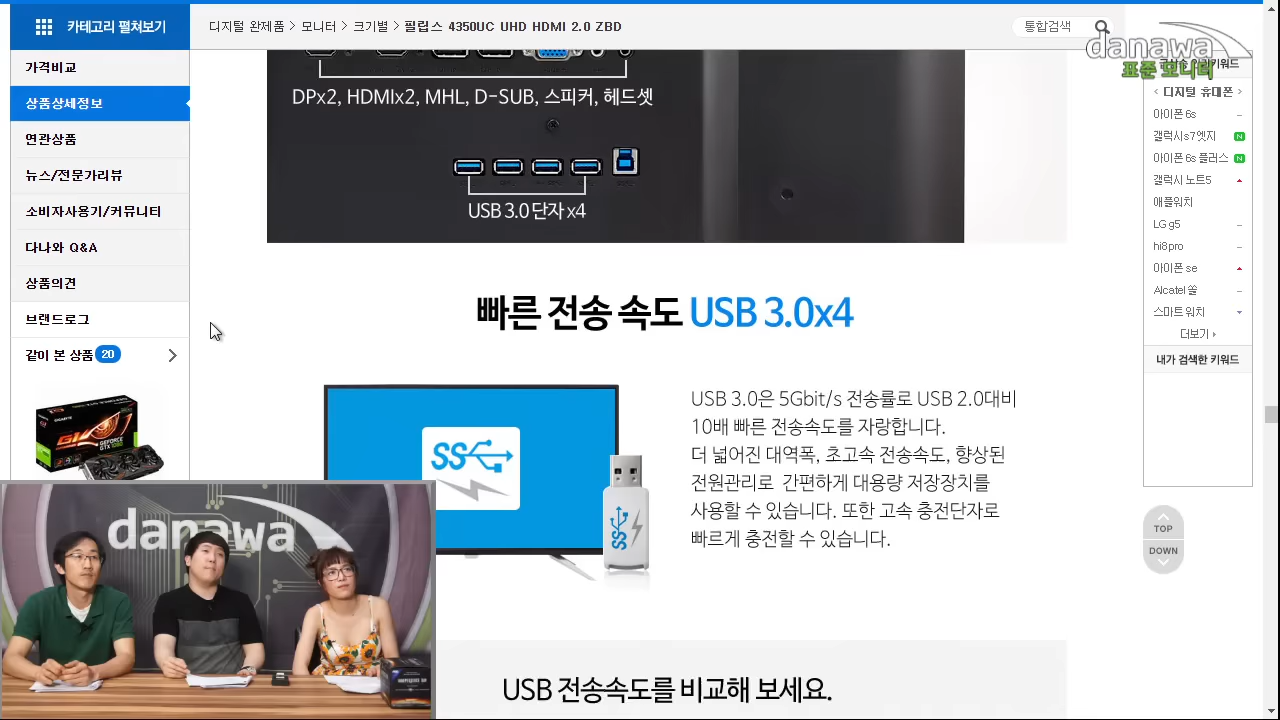 카테고리 펼쳐보기
디지털 완제품 > 모니터 > 크기별 > 필립스 4350UC UHD HDMI 2.0 ZBD
통합검색
danawa
표준 모니터
가격비교
상품상세정보
연관상품
뉴스/전문가리뷰
소비자사용기/커뮤니티
다나와 Q&A
상품의견
브랜드로그
같이 본 상품 20
DPx2, HDMIx2, MHL, D-SUB, 스피커, 헤드셋
USB 3.0 단자 x4
빠른 전송 속도 USB 3.0x4
SS
USB 3.0은 5Gbit/s 전송률로 USB 2.0대비
10배 빠른 전송속도를 자랑합니다.
더 넓어진 대역폭, 초고속 전송속도, 향상된
전원관리로 간편하게 대용량 저장장치를
사용할 수 있습니다. 또한 고속 충전단자로
빠르게 충전할 수 있습니다.
USB 전송속도를 비교해 보세요.
< 디지털 휴대폰 >
아이폰 6s
갤럭시s7엣지 N
아이폰 6s 플러스 N
갤럭시 노트5
애플워치
LG g5
hi8pro
아이폰 se
Alcatel 쏠
스마트워치
더보기
내가 검색한 키워드
TOP
DOWN
danawa